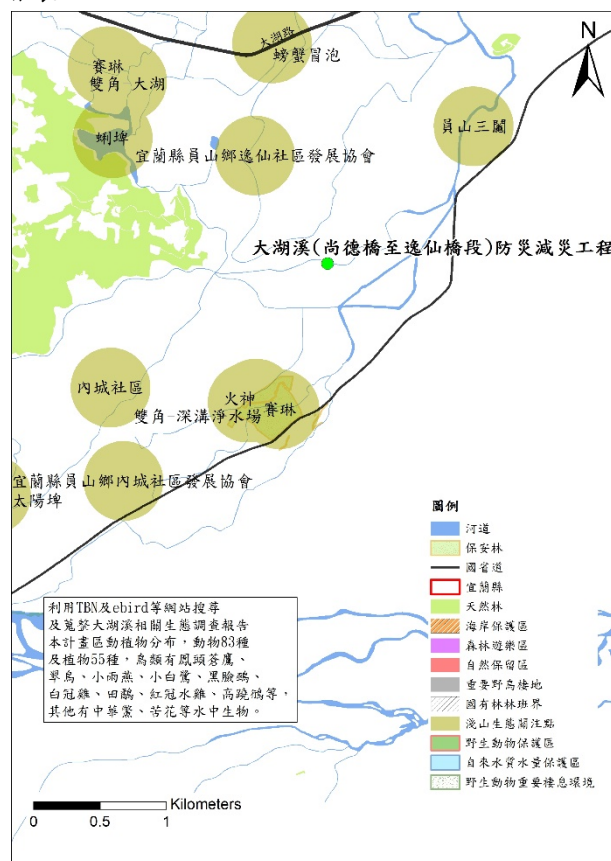 大湖路
螃蟹冒泡
N
賽琳
雙角 大湖
蜊埤
宜蘭縣員山鄉逸仙社區發展協會
員山三鬮
大湖溪(尚德橋至逸仙橋段)防災減災工程
內城社區
火神
雙角-深溝淨水場
賽琳
宜蘭縣員山鄉內城社區發展協會
太陽埤
圖例
河道
保安林
國省道
宜蘭縣
天然林
海岸保護區
森林遊樂區
自然保留區
重要野鳥棲地
國有林林班界
淺山生態關注點
野生動物保護區
自來水質水量保護區
野生動物重要棲息環境
利用TBN及ebird等網站搜尋
及蒐整大湖溪相關生態調查報告
本計畫區動植物分布，動物83種
及植物55種，鳥類有鳳頭蒼鷹、
單鳥、小雨燕、小白鷺、黑臉鵐、
白冠雞、田鷸、紅冠水雞、高蹺鴴等，
其他有中華鱉、苦花等水中生物。
Kilometers
0 0.5 1